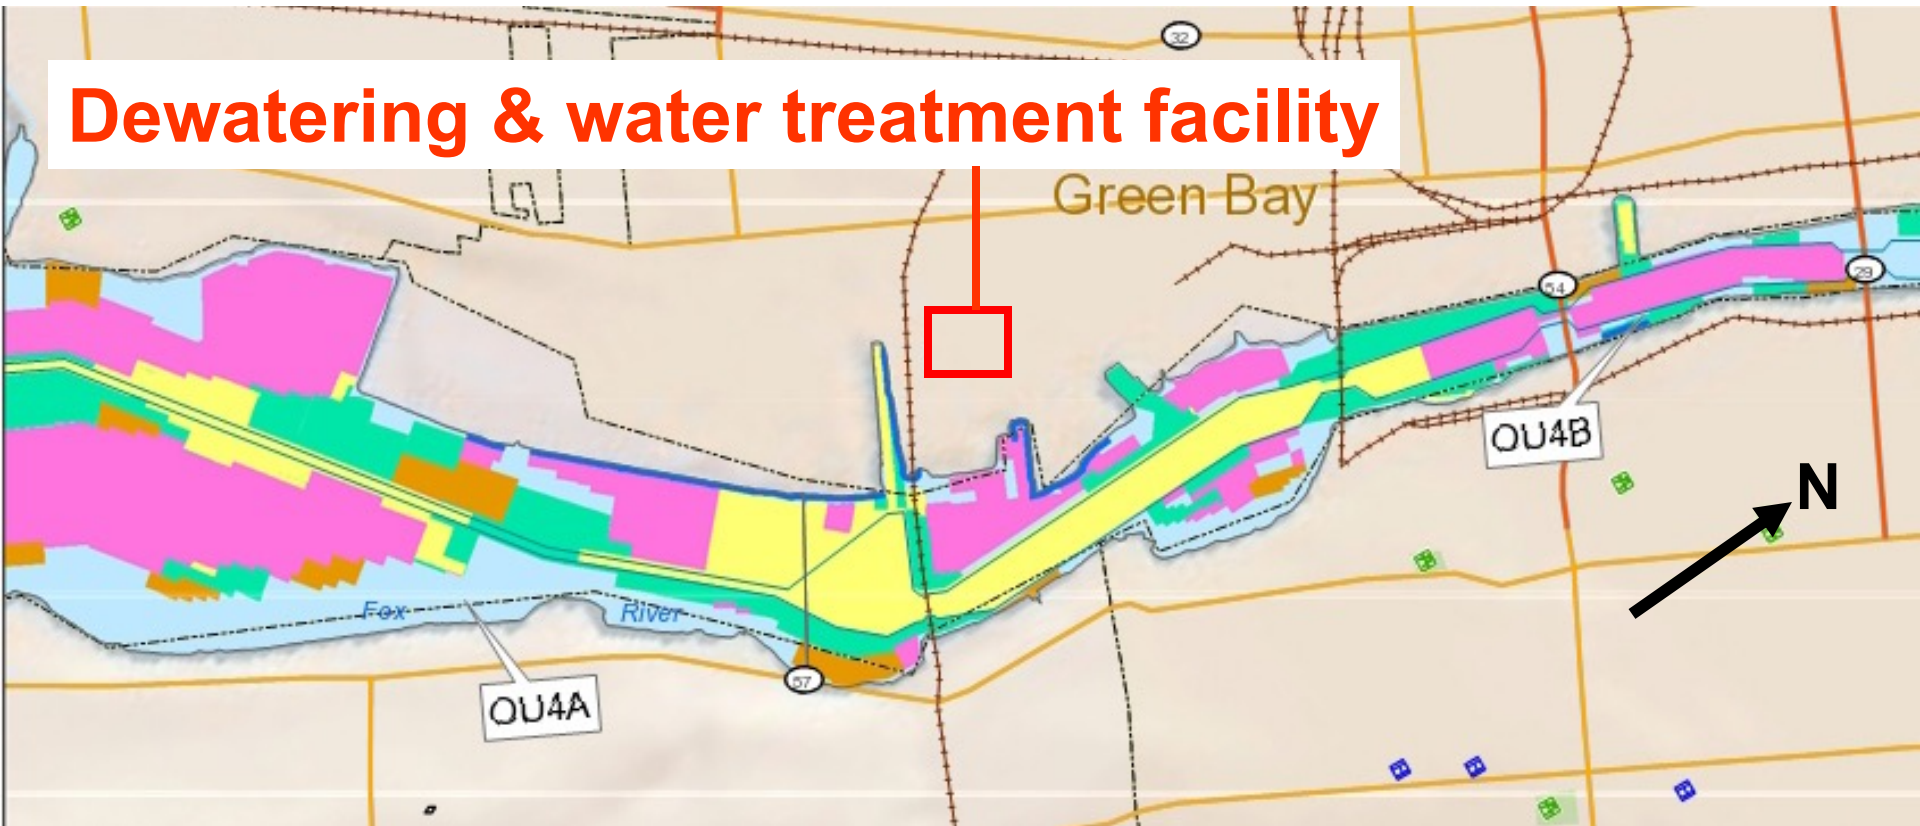 32
Dewatering & water treatment facility
Green Bay
29
54
OU4B
N
Fox River
57
OU4A